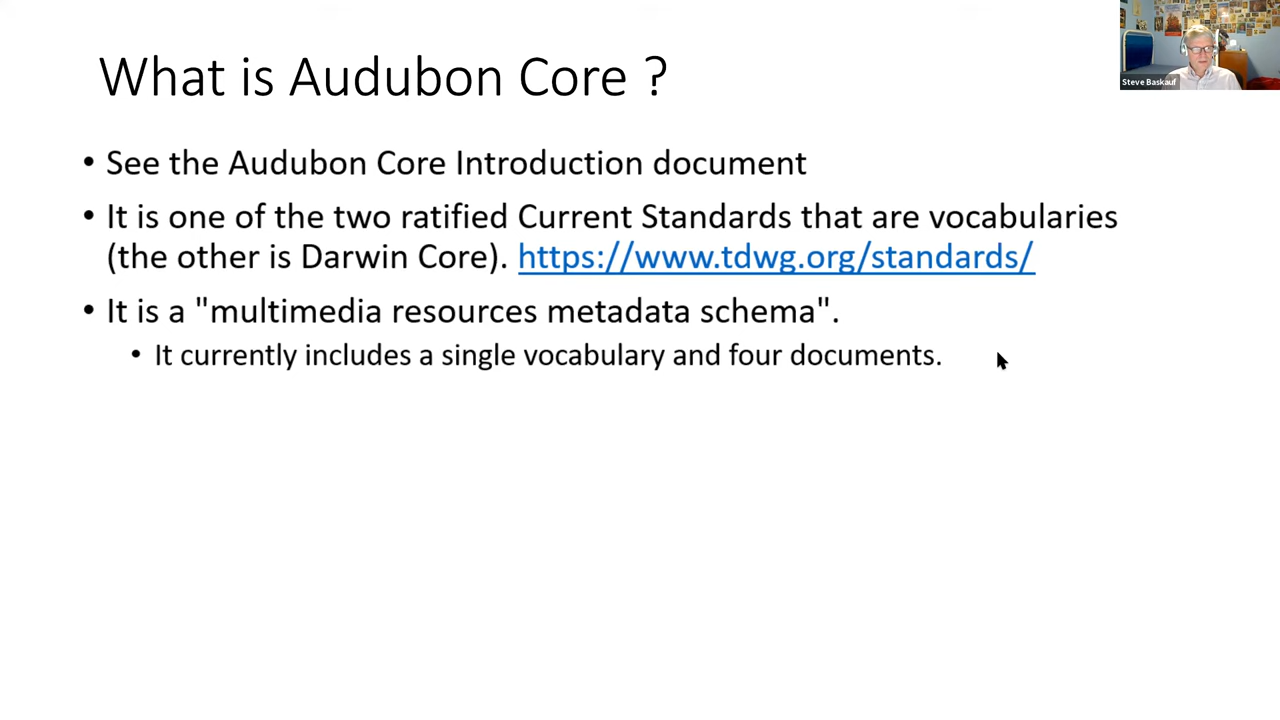 What is Audubon Core ?
Steve Baskauf
• See the Audubon Core Introduction document
• It is one of the two ratified Current Standards that are vocabularies
(the other is Darwin Core). https://www.tdwg.org/standards/
• It is a "multimedia resources metadata schema".
• It currently includes a single vocabulary and four documents.